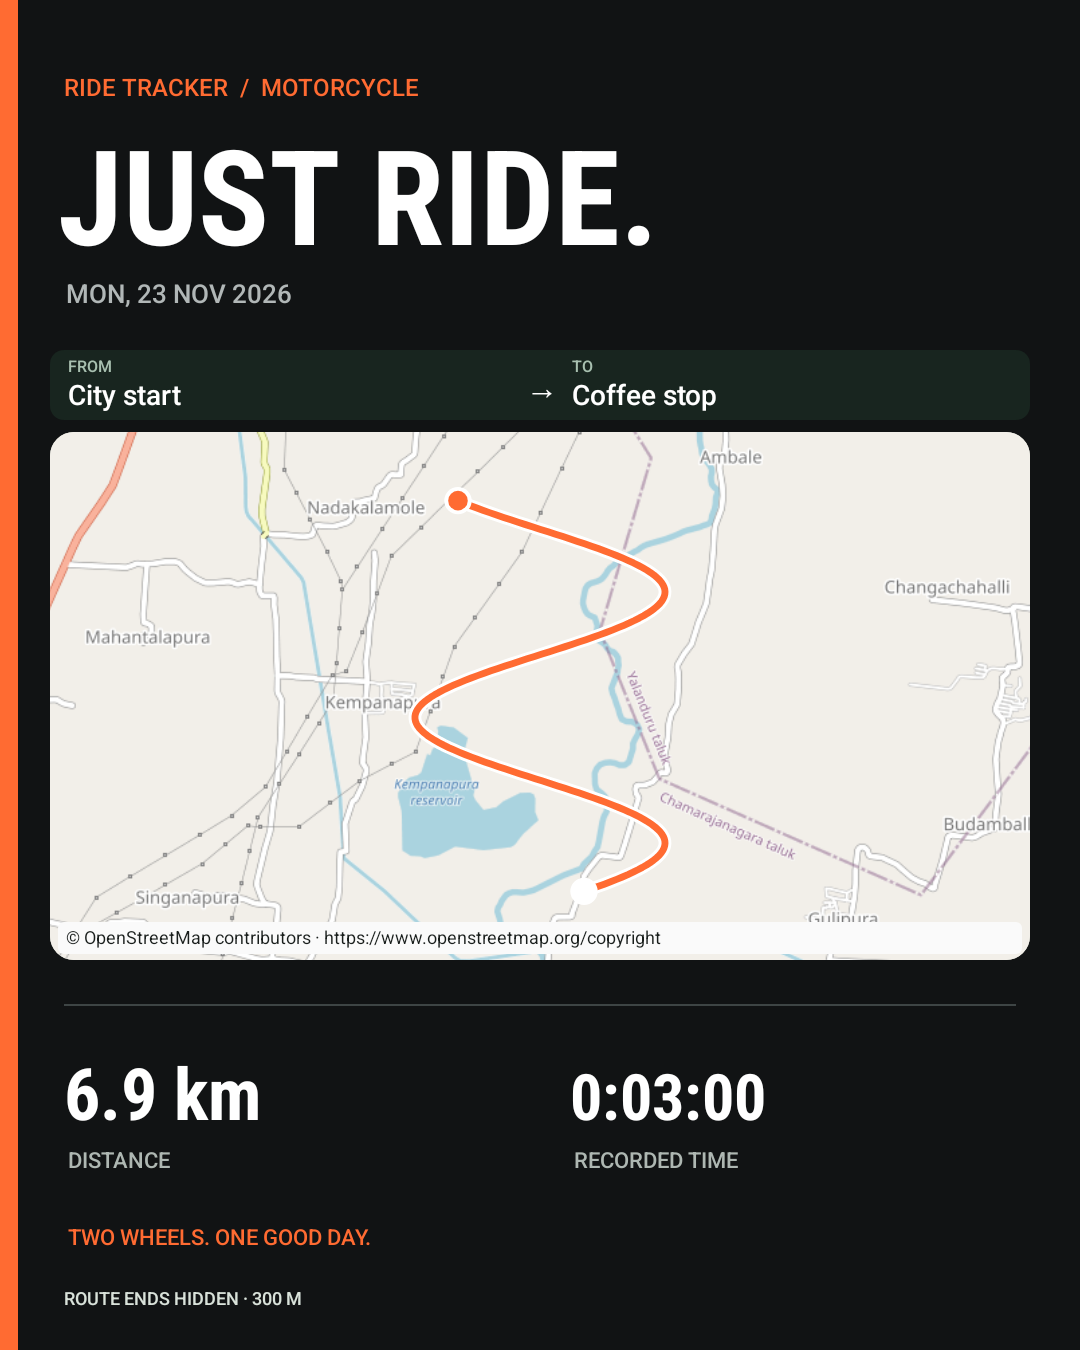 RIDE TRACKER / MOTORCYCLE
JUST RIDE.
MON, 23 NOV 2026
FROM
City start
→
TO
Coffee stop
Ambale
Nadakalamole
Changachahalli
Mahantalapura
Kempanapura
Yalanduru taluk
Kempanapura
reservoir
Chamarajanagara taluk
Budamball
Singanapura
Gulipura
© OpenStreetMap contributors · https://www.openstreetmap.org/copyright
6.9 km
DISTANCE
0:03:00
RECORDED TIME
TWO WHEELS. ONE GOOD DAY.
ROUTE ENDS HIDDEN · 300 M